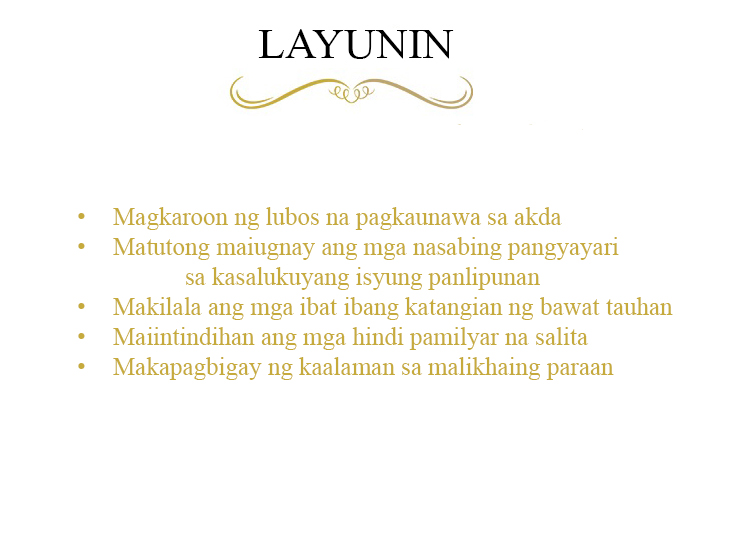 LAYUNIN
• Magkaroon ng lubos na pagkaunawa sa akda
• Matutong maiugnay ang mga nasabing pangyayari
sa kasalukuyang isyung panlipunan
• Makilala ang mga ibat ibang katangian ng bawat tauhan
• Maiintindihan ang mga hindi pamilyar na salita
• Makapagbigay ng kaalaman sa malikhaing paraan